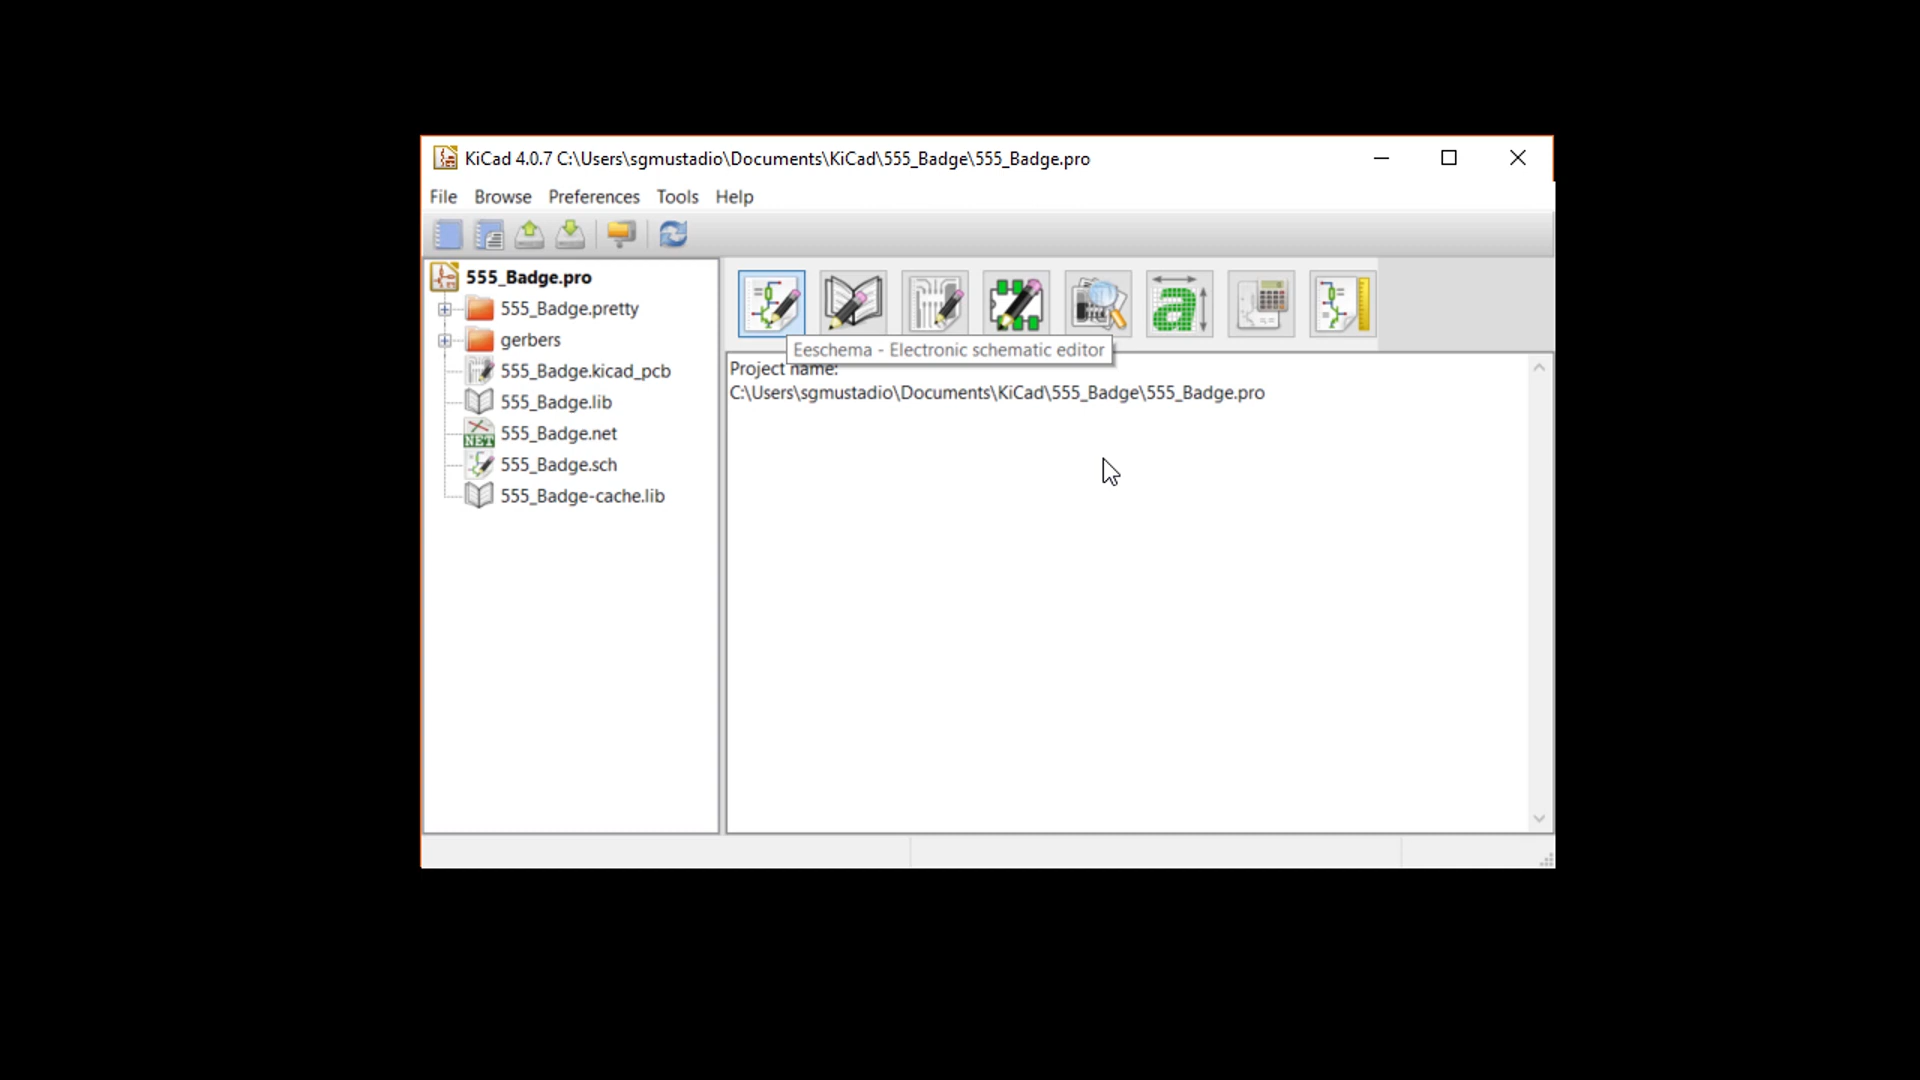 KiCad 4.0.7 C:\Users\sgmustadio\Documents\KiCad\555_Badge\555_Badge.pro
File Browse Preferences Tools Help
555_Badge.pro
555_Badge.pretty
gerbers
555_Badge.kicad_pcb
555_Badge.lib
NET 555_Badge.net
555_Badge.sch
555_Badge-cache.lib
a
Eeschema - Electronic schematic editor
Project name:
C:\Users\sgmustadio\Documents\KiCad\555_Badge\555_Badge.pro